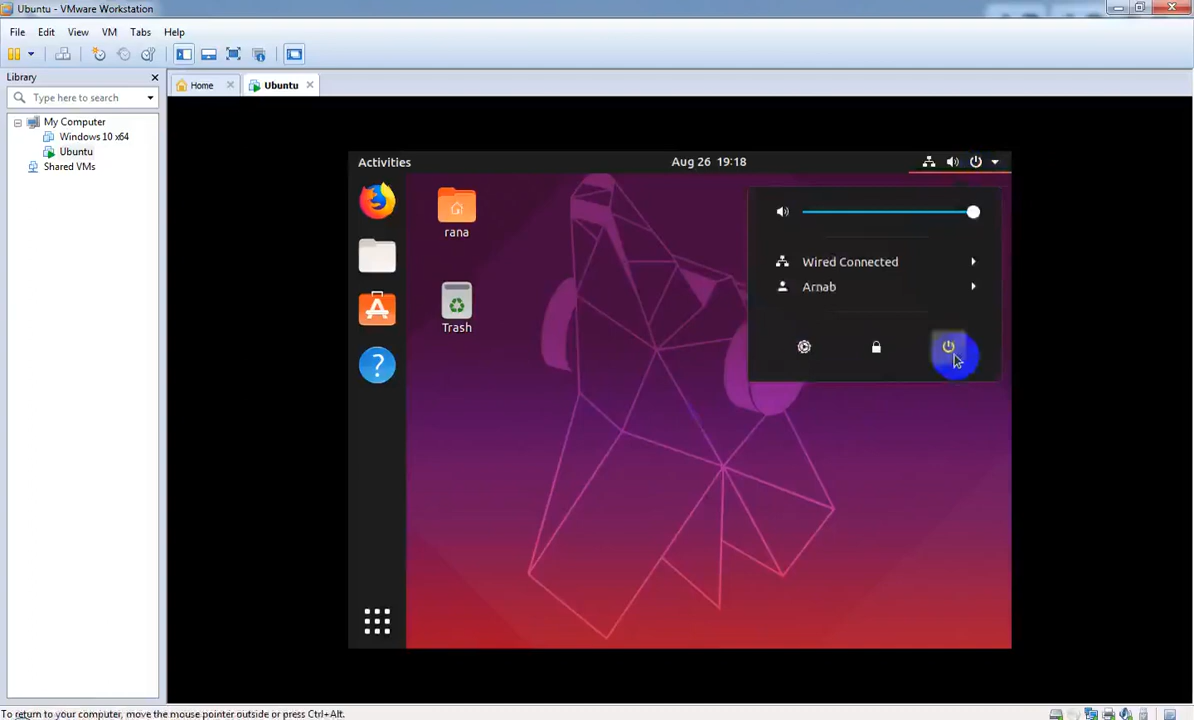 Ubuntu - VMware Workstation
File Edit View VM Tabs Help
Library
Type here to search
Home
Ubuntu
My Computer
Windows 10 x64
Ubuntu
Shared VMs
Activities
Aug 26 19:18
rana
Trash
Wired Connected
Arnab
To return to your computer, move the mouse pointer outside or press Ctrl+Alt.